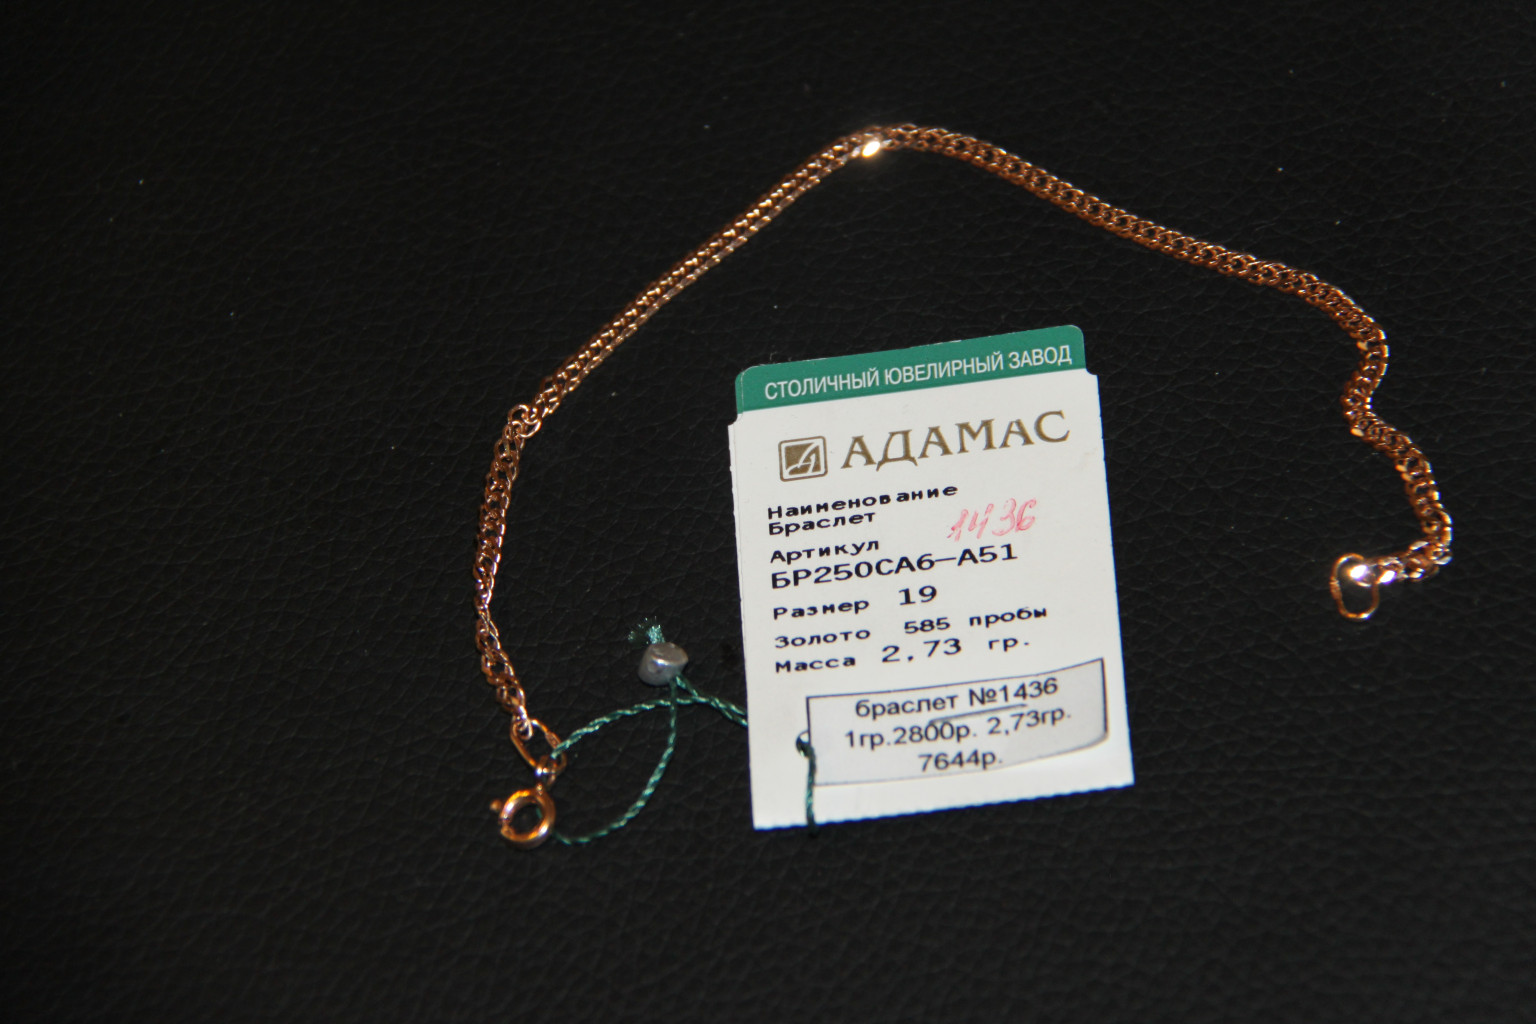 СТОЛИЧНЫЙ ЮВЕЛИРНЫЙ ЗАВОД
АДАМАС
Наименование
Браслет
1436
Артикул
БР250СА6-А51
Размер 19
Золото 585 пробы
Масса 2,73 гр.
браслет №1436
1гр.2800р. 2,73гр.
7644р.